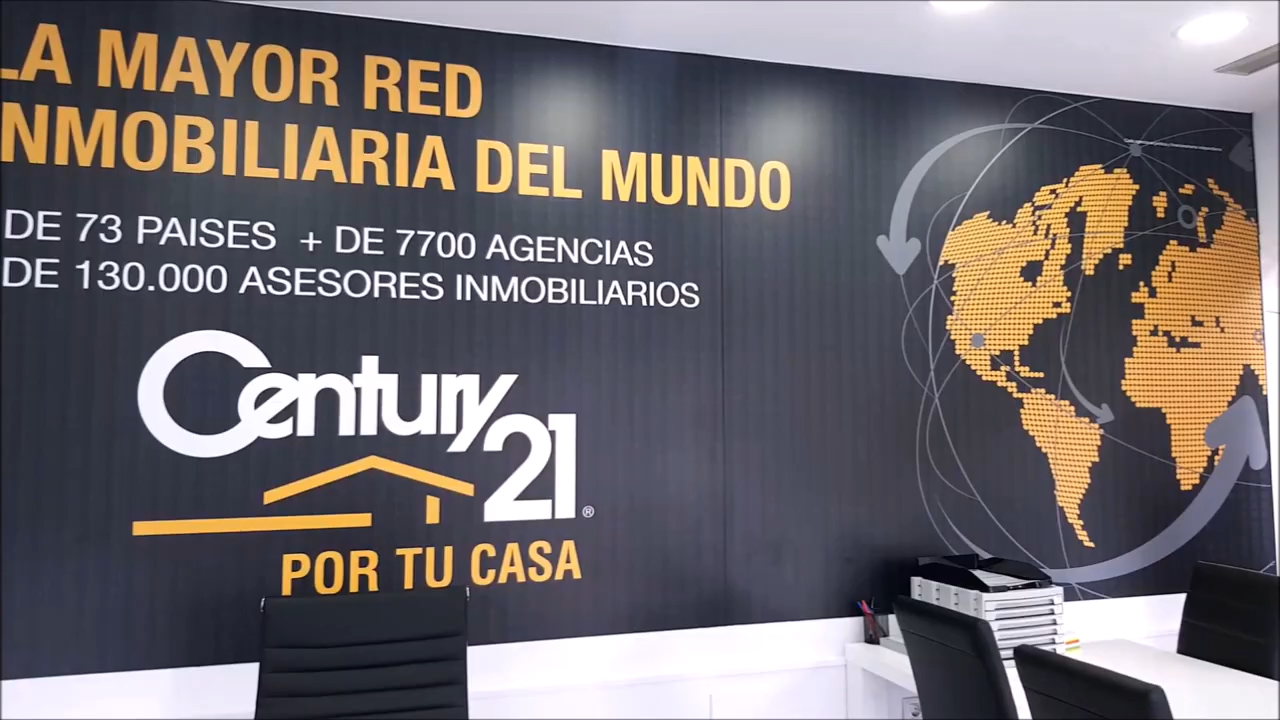 LA MAYOR RED
INMOBILIARIA DEL MUNDO
DE 73 PAISES + DE 7700 AGENCIAS
DE 130.000 ASESORES INMOBILIARIOS
Century
21®
POR TU CASA